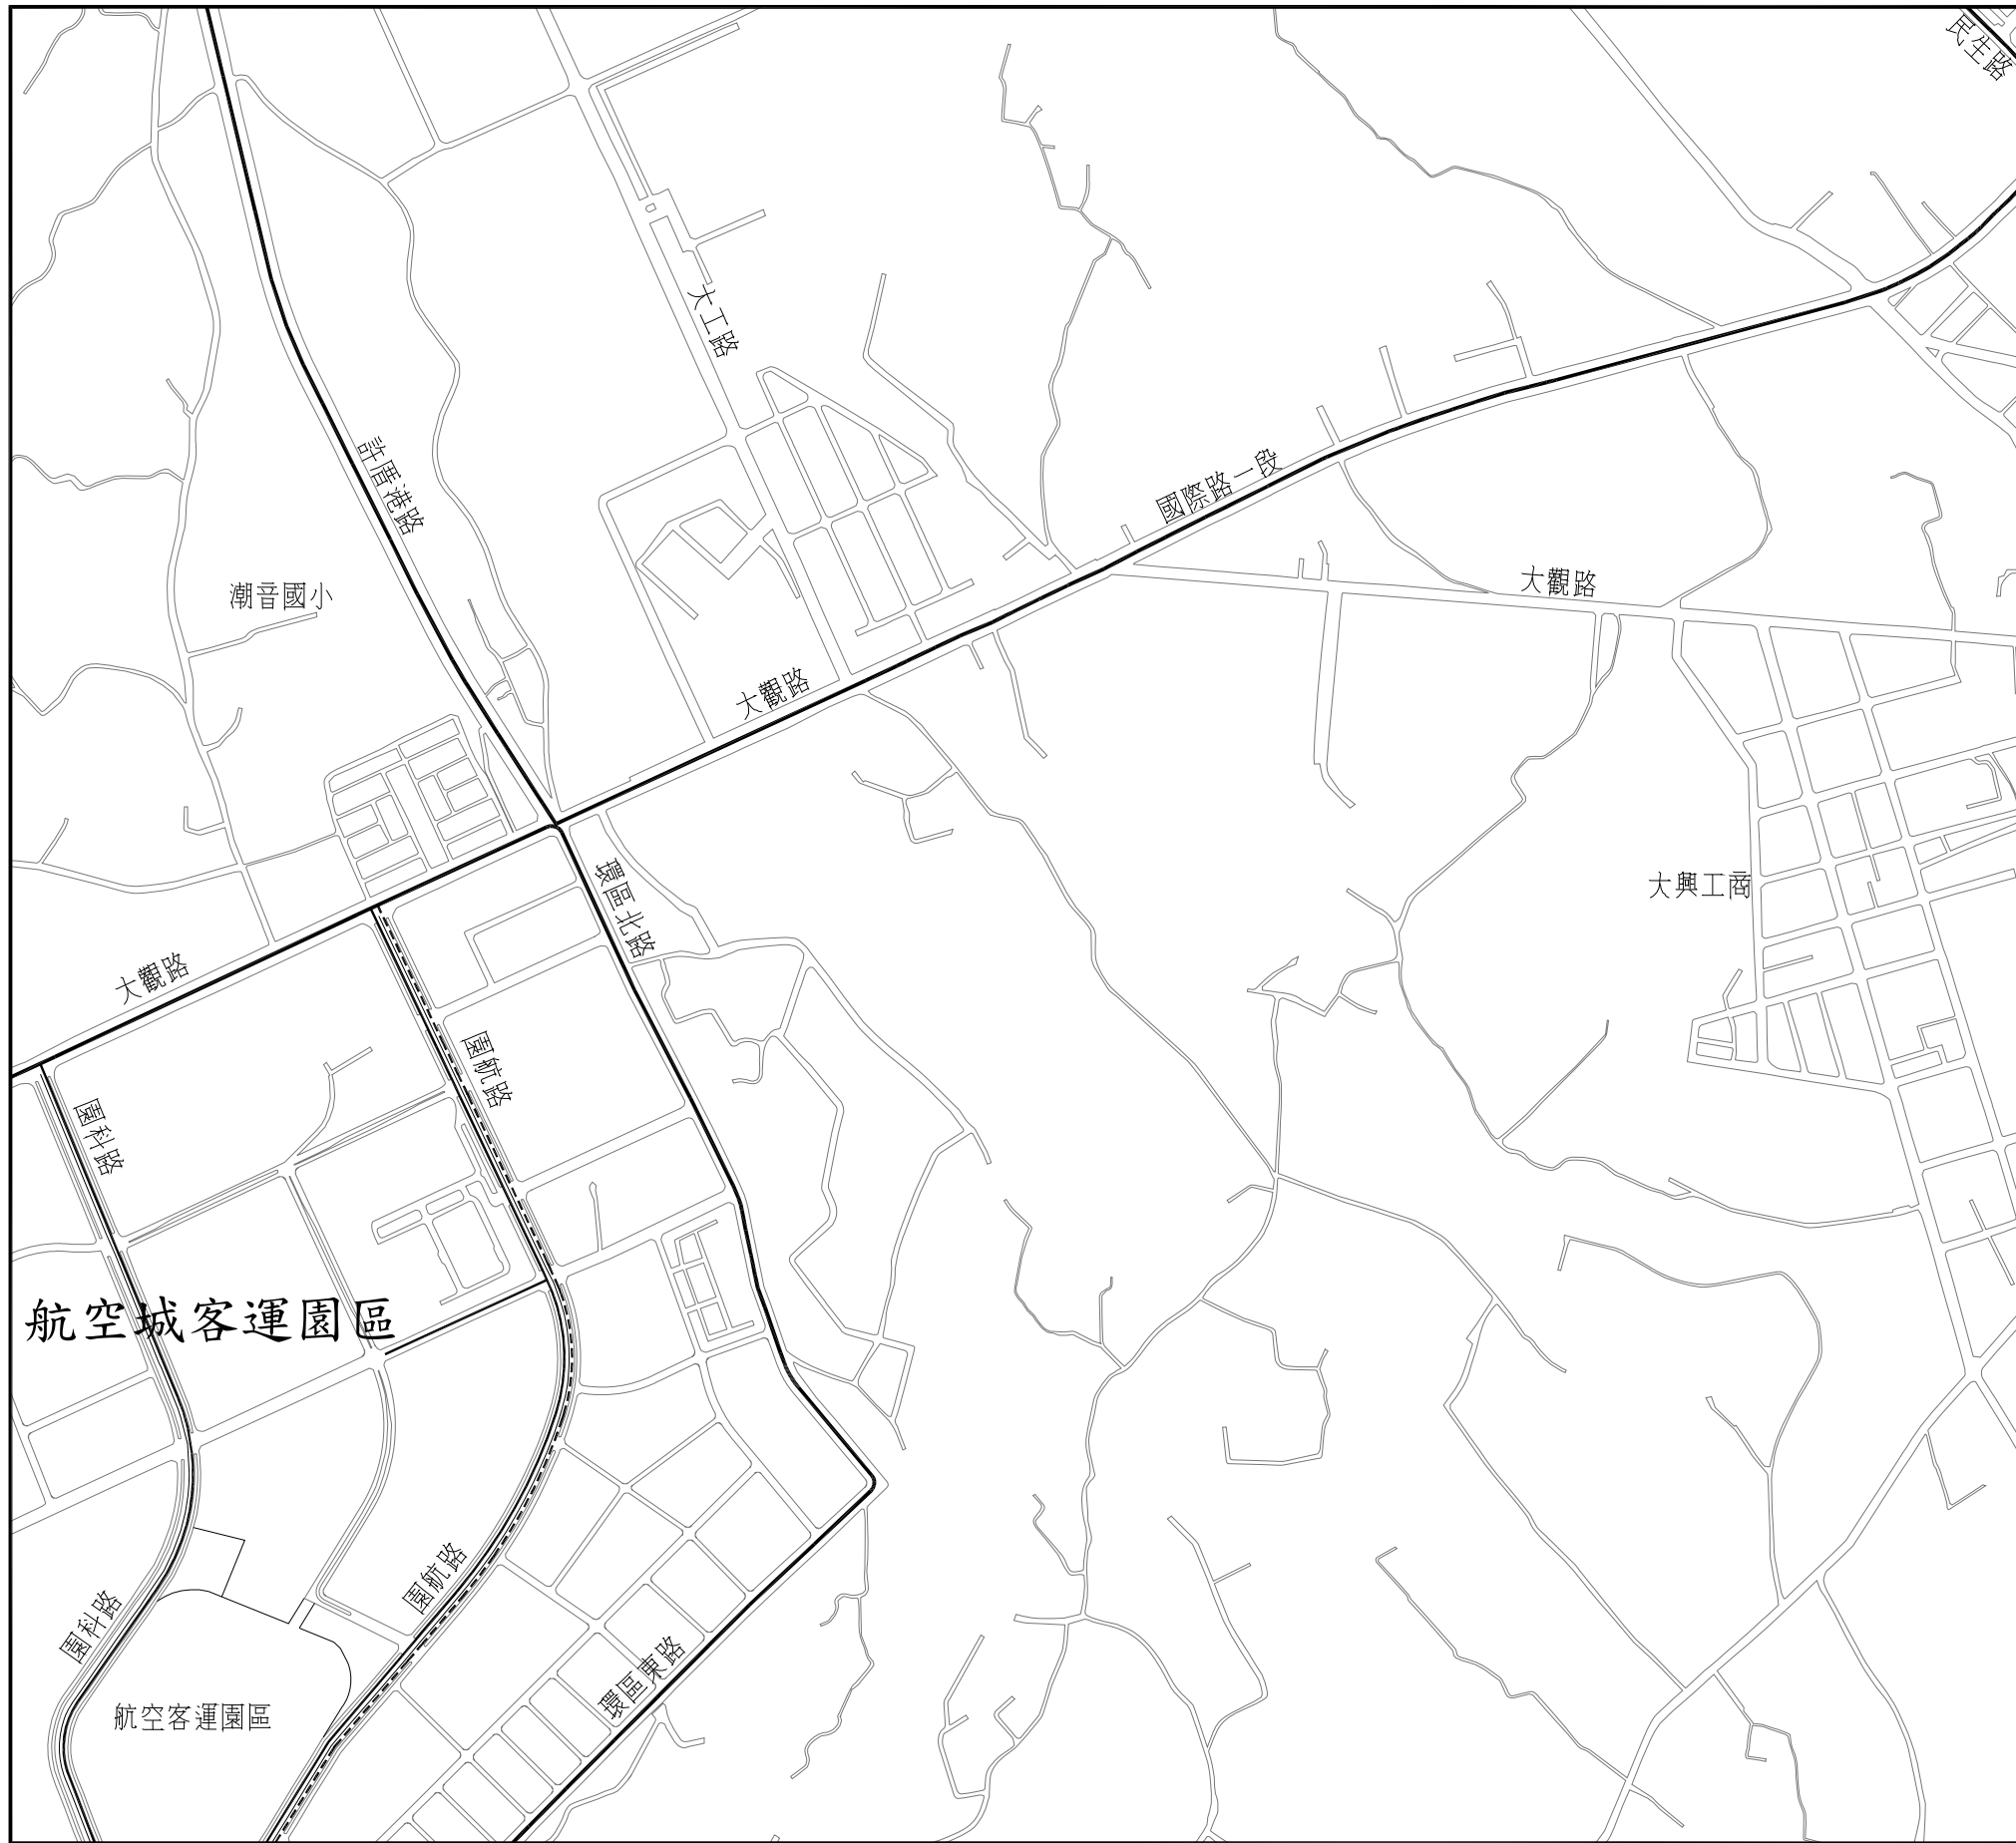 民生路
大工路
許厝港路
國際路一段
大觀路
潮音國小
大觀路
環區北路
大興工商
大觀路
園航路
園科路
航空城客運園區
園航路
園科路
環區東路
航空客運園區